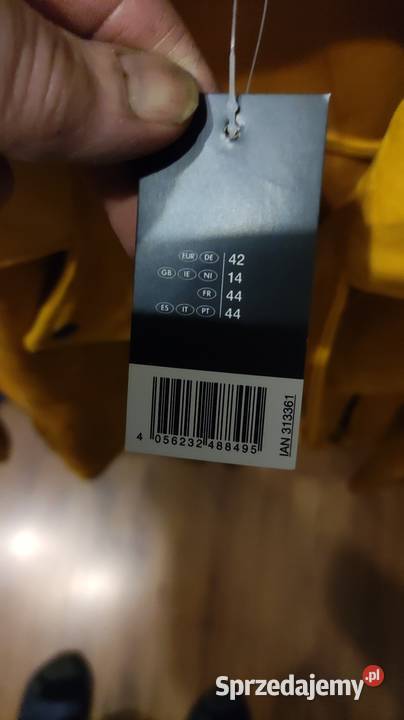 EUR DE 42
GB IE NI 14
FR 44
ES IT PT 44
4 056232 488495
IAN 313361
Sprzedajemy.pl